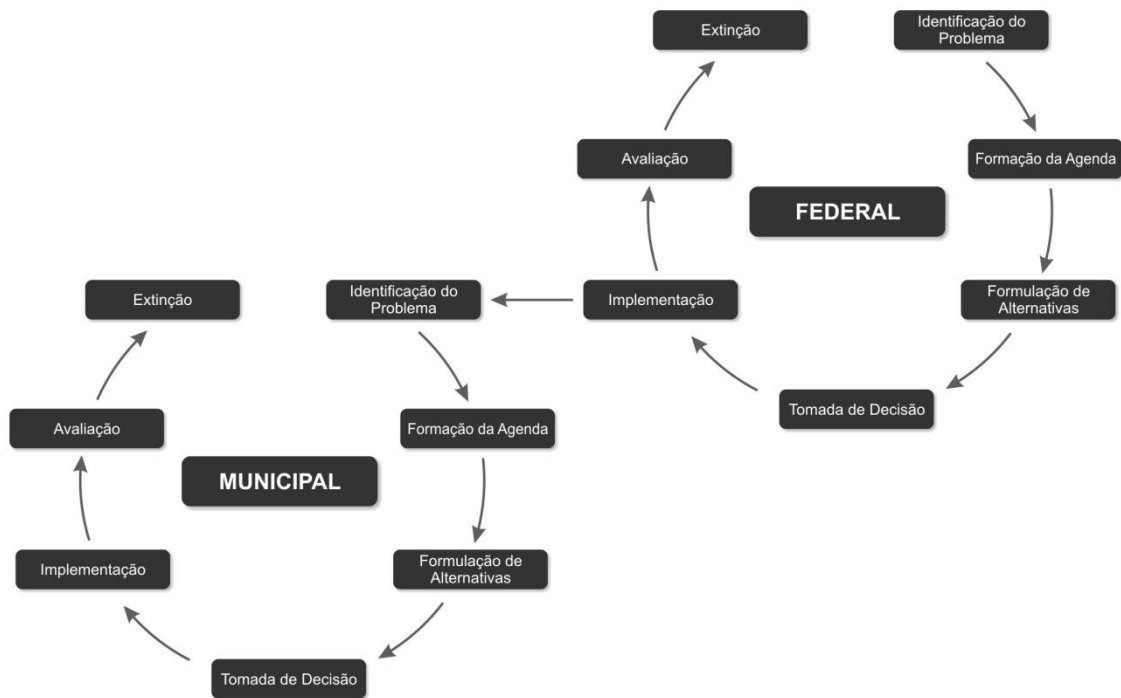 Identificação do
Problema
Extinção
Avaliação
Formação da Agenda
FEDERAL
Implementação
Formulação de
Alternativas
Tomada de Decisão
Identificação do
Problema
Extinção
Avaliação
Formação da Agenda
MUNICIPAL
Implementação
Formulação de
Alternativas
Tomada de Decisão